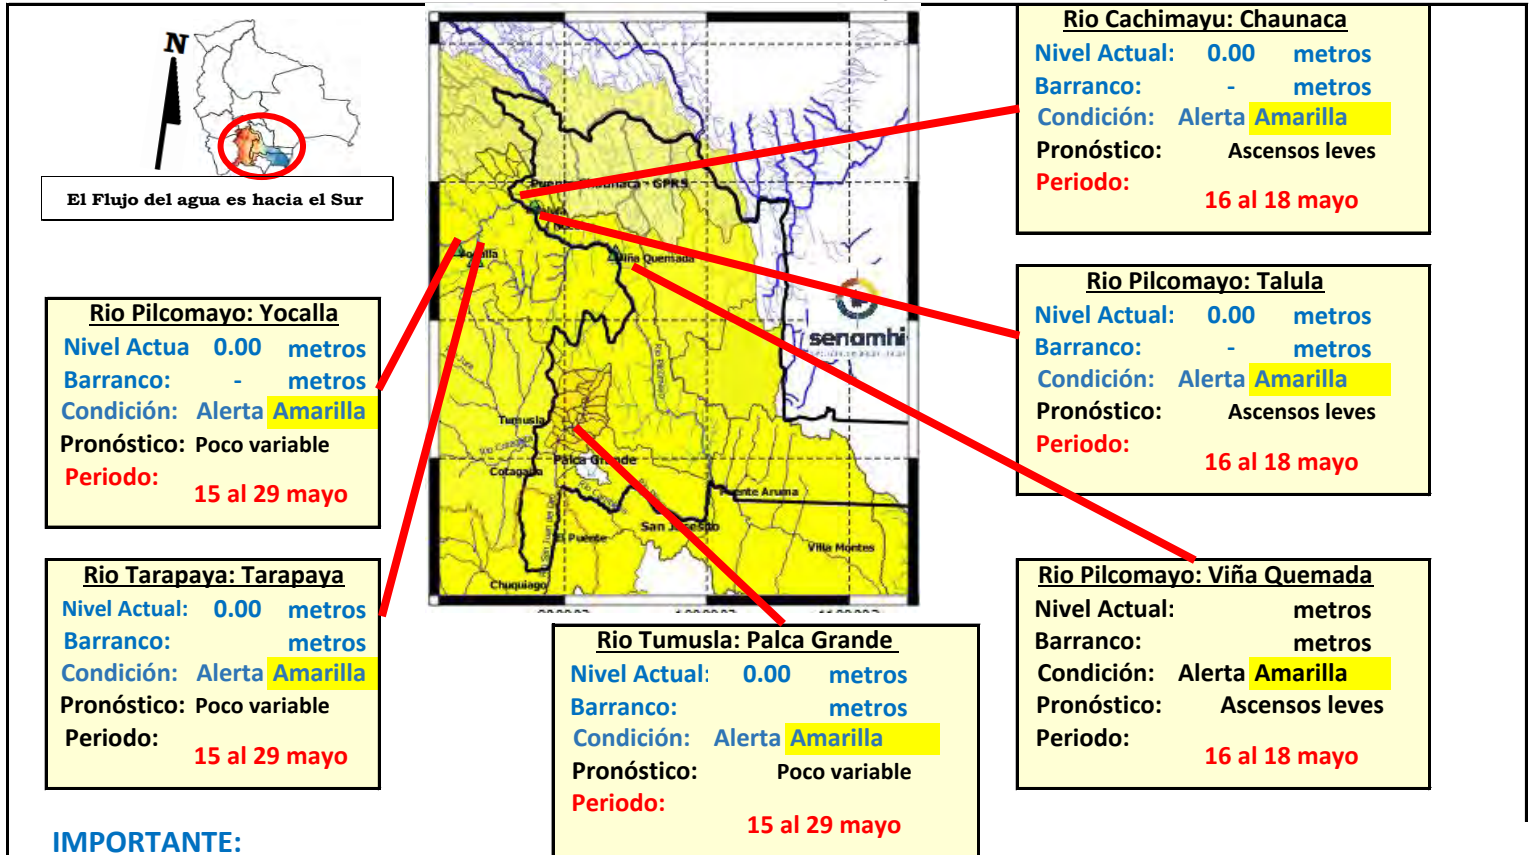 N
El Flujo del agua es hacia el Sur
Rio Pilcomayo: Yocalla
Nivel Actua 0.00 metros
Barranco: - metros
Condición: Alerta Amarilla
Pronóstico: Poco variable
Periodo:
15 al 29 mayo
Rio Tarapaya: Tarapaya
Nivel Actual: 0.00 metros
Barranco: metros
Condición: Alerta Amarilla
Pronóstico: Poco variable
Periodo:
15 al 29 mayo
IMPORTANTE:
Chaunaca - GPRS
Viña Quemada
senamhi
Tumusla
Palca Grande
Cotagaita
San Josesito
Puente Aruma
El Puente
Villa Montes
Chuquiago
Rio Tumusla: Palca Grande
Nivel Actual: 0.00 metros
Barranco: metros
Condición: Alerta Amarilla
Pronóstico: Poco variable
Periodo:
15 al 29 mayo
Rio Cachimayu: Chaunaca
Nivel Actual: 0.00 metros
Barranco: - metros
Condición: Alerta Amarilla
Pronóstico: Ascensos leves
Periodo:
16 al 18 mayo
Rio Pilcomayo: Talula
Nivel Actual: 0.00 metros
Barranco: - metros
Condición: Alerta Amarilla
Pronóstico: Ascensos leves
Periodo:
16 al 18 mayo
Rio Pilcomayo: Viña Quemada
Nivel Actual: metros
Barranco: metros
Condición: Alerta Amarilla
Pronóstico: Ascensos leves
Periodo:
16 al 18 mayo